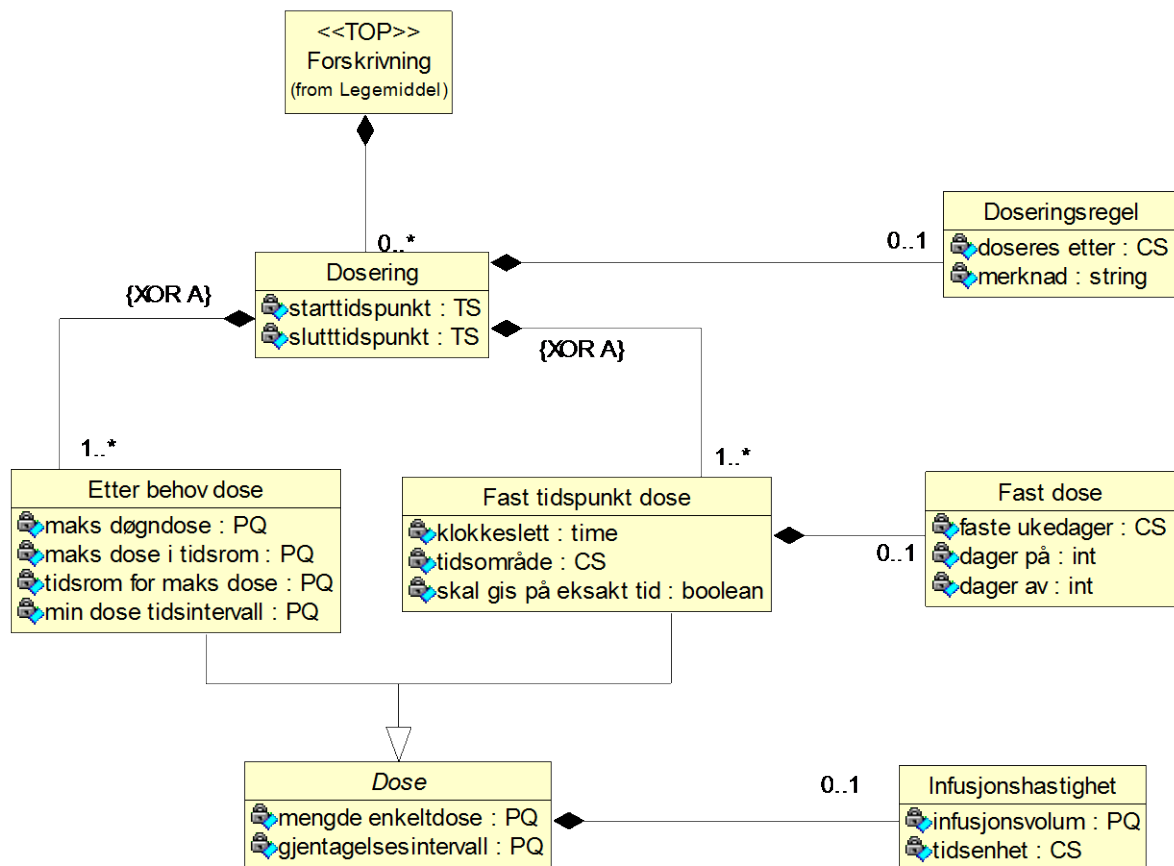 <<TOP>>
Forskrivning
(from Legemiddel)
0..*
Dosering
starttidspunkt : TS
slutttidspunkt : TS
0..1
Doseringsregel
doseres etter : CS
merknad : string
{XOR A}
{XOR A}
1..*
Etter behov dose
maks døgndose : PQ
maks dose i tidsrom : PQ
tidsrom for maks dose : PQ
min dose tidsintervall : PQ
1..*
Fast tidspunkt dose
klokkeslett : time
tidsområde : CS
skal gis på eksakt tid : boolean
0..1
Fast dose
faste ukedager : CS
dager på : int
dager av : int
Dose
mengde enkeltdose : PQ
gjentagelsesintervall : PQ
0..1
Infusjonshastighet
infusjonsvolum : PQ
tidsenhet : CS